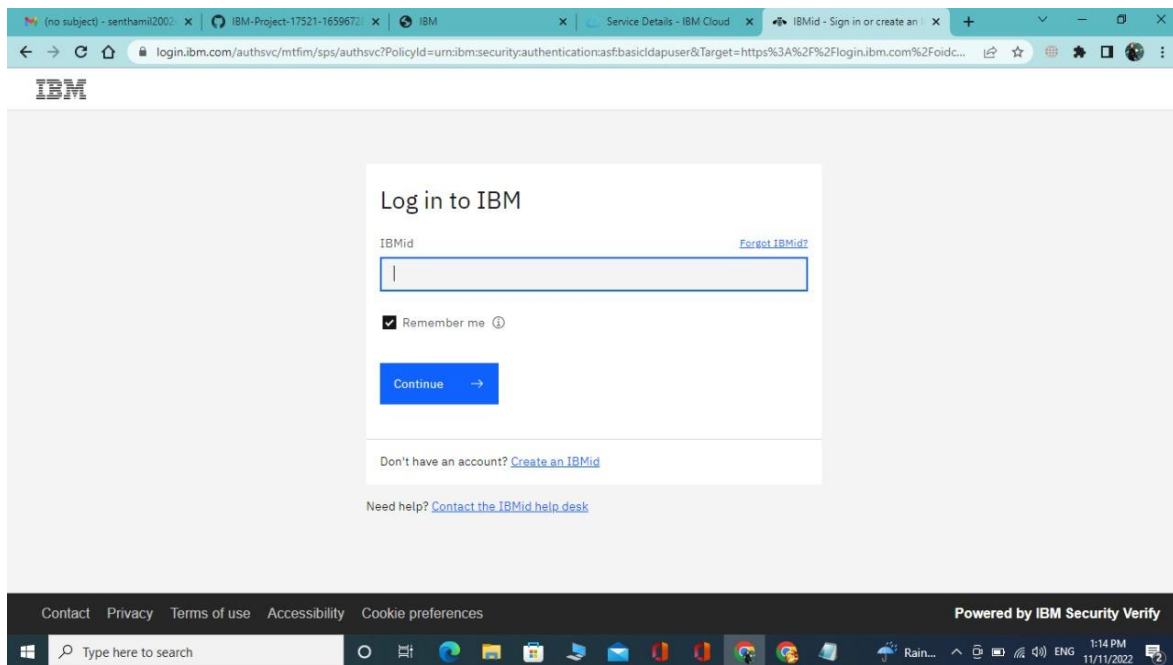 (no subject) - senthamil2002
IBM-Project-17521-1659672
IBM
Service Details - IBM Cloud
IBMid - Sign in or create an I
login.ibm.com/authsvc/mtfim/sps/authsvc?PolicyId=urn:ibm:security:authentication:asf:basicldapuser&Target=https%3A%2F%2Flogin.ibm.com%2Foidc...
IBM
Log in to IBM
IBMid
Forgot IBMid?
Remember me
Continue
Don't have an account? Create an IBMid
Need help? Contact the IBMid help desk
Contact Privacy Terms of use Accessibility Cookie preferences
Powered by IBM Security Verify
Type here to search
Rain...
ENG
1:14 PM
11/11/2022
2